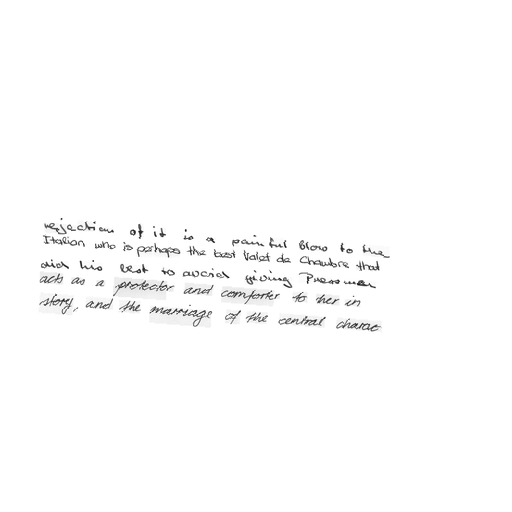 rejection of it is a painful blow to the
Italian who is perhaps the best Valet de Chambre that
did his best to avoid giving Pressmen
acts as a protector and comforter to her in
story, and the marriage of the central charac